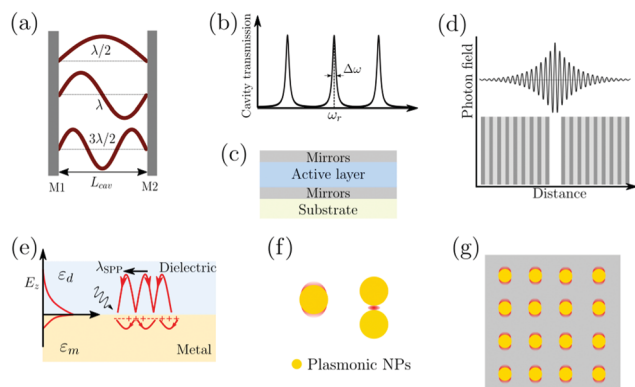 (a)
λ/2
λ
3λ/2
M1
L_cav
M2
(b)
Cavity transmission
Δω
ω_r
(c)
Mirrors
Active layer
Mirrors
Substrate
(d)
Photon field
Distance
(e)
E_z
ε_d
λ_SPP
Dielectric
ε_m
Metal
(f)
Plasmonic NPs
(g)